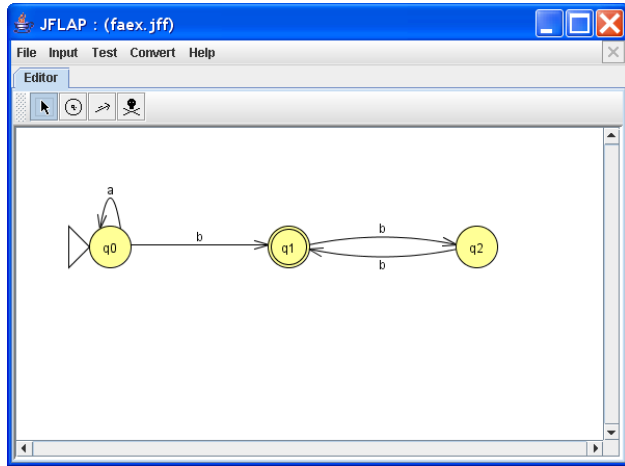 JFLAP : (faex.jff)
File Input Test Convert Help
Editor
a
b
b
q0
q1
q2
b